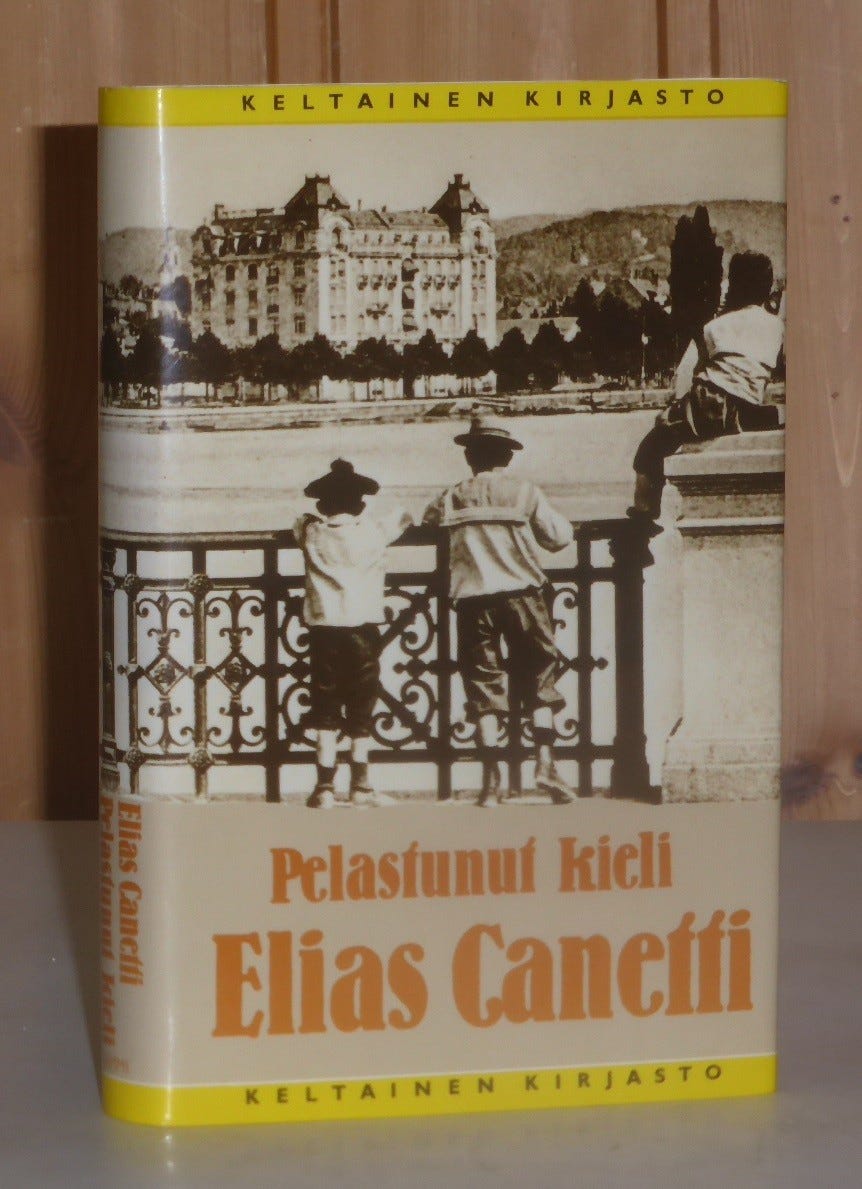 KELTAINEN KIRJASTO
Pelastunut kieli
Elias Canetti
KELTAINEN KIRJASTO
Elias Canetti
Pelastunut kieli